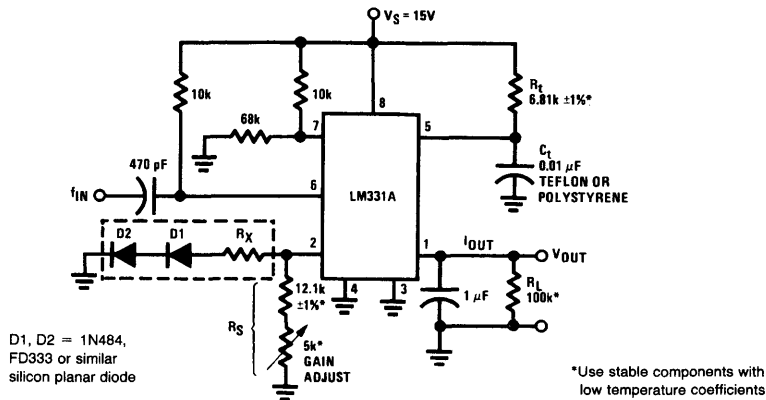 V_S = 15V
10k
10k
R_t
6.81k ±1%*
8
68k
7
5
C_t
0.01 µF
TEFLON OR
POLYSTYRENE
470 pF
LM331A
f_IN
6
D2
D1
R_X
2
1
i_OUT
V_OUT
12.1k
±1%*
4
3
1 µF
R_L
100k*
R_S
5k*
GAIN
ADJUST
D1, D2 = 1N484,
FD333 or similar
silicon planar diode
*Use stable components with
low temperature coefficients